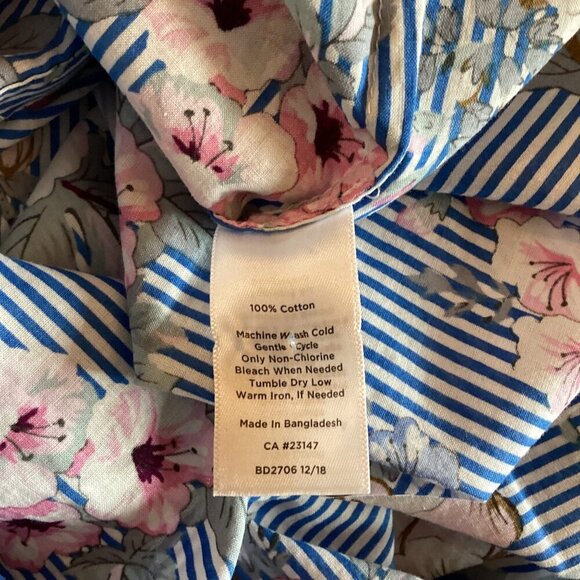 100% Cotton
Machine Wash Cold
Gentle Cycle
Only Non-Chlorine
Bleach When Needed
Tumble Dry Low
Warm Iron, If Needed
Made In Bangladesh
CA #23147
BD2706 12/18